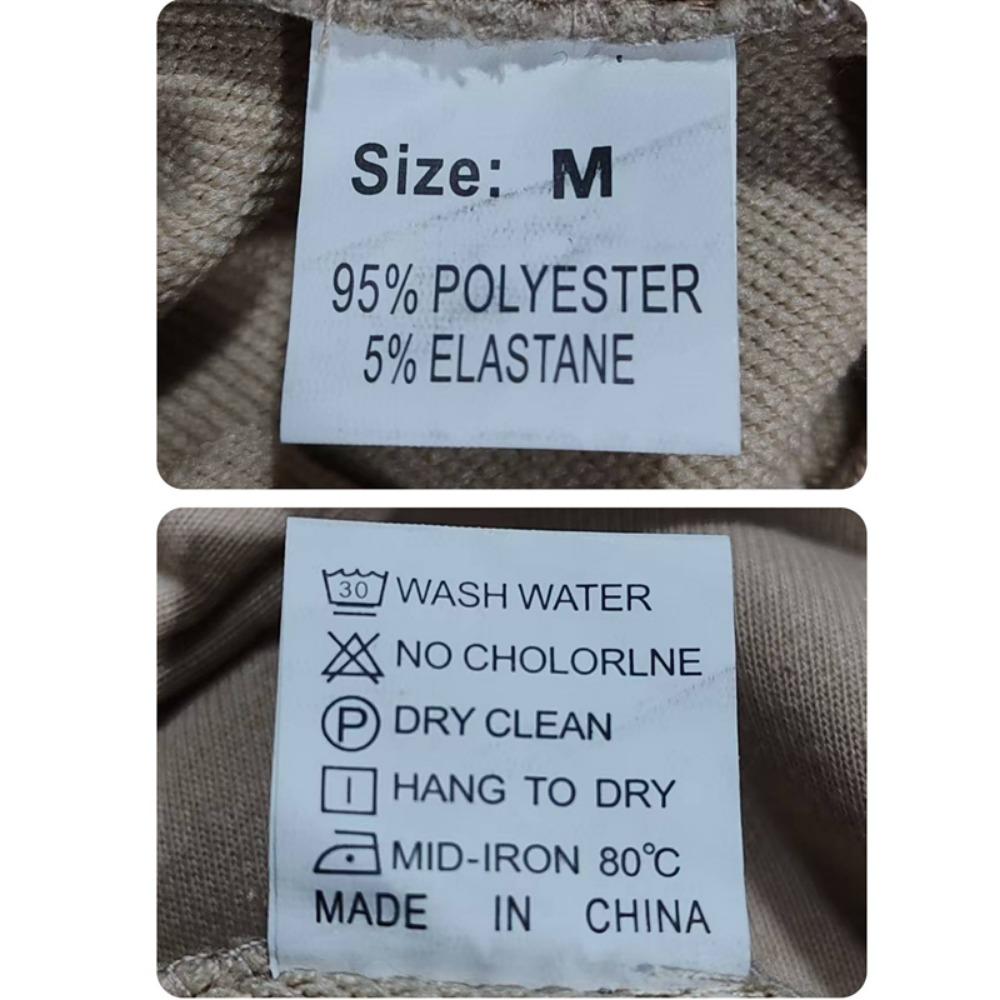 Size: M
95% POLYESTER
5% ELASTANE
30 WASH WATER
NO CHOLORLNE
P DRY CLEAN
HANG TO DRY
MID-IRON 80℃
MADE IN CHINA